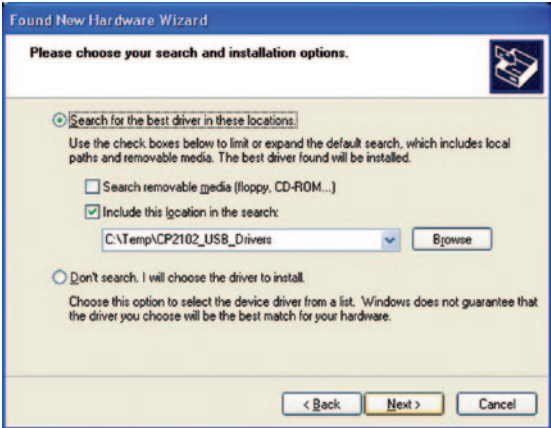 Found New Hardware Wizard
Please choose your search and installation options.
Search for the best driver in these locations.
Use the check boxes below to limit or expand the default search, which includes local
paths and removable media. The best driver found will be installed.
Search removable media (floppy, CD-ROM...)
Include this location in the search:
C:\Temp\CP2102_USB_Drivers
Browse
Don't search. I will choose the driver to install.
Choose this option to select the device driver from a list. Windows does not guarantee that
the driver you choose will be the best match for your hardware.
< Back
Next >
Cancel